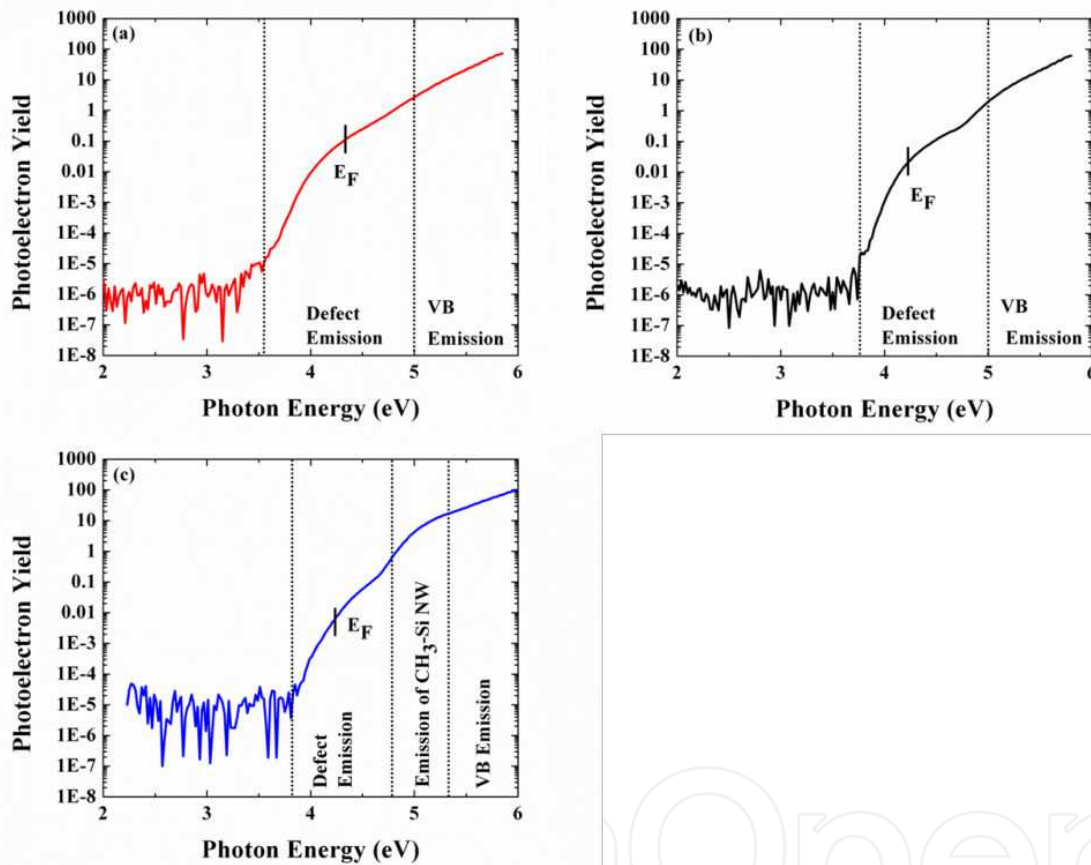 (a)
1000
100
10
1
0.1
0.01
1E-3
1E-4
1E-5
1E-6
1E-7
1E-8
Photoelectron Yield
E_F
Defect
Emission
VB
Emission
2 3 4 5 6
Photon Energy (eV)
(b)
1000
100
10
1
0.1
0.01
1E-3
1E-4
1E-5
1E-6
1E-7
1E-8
Photoelectron Yield
E_F
Defect
Emission
VB
Emission
2 3 4 5 6
Photon Energy (eV)
(c)
1000
100
10
1
0.1
0.01
1E-3
1E-4
1E-5
1E-6
1E-7
1E-8
Photoelectron Yield
E_F
Defect
Emission
Emission of CH3-Si NW
VB Emission
2 3 4 5 6
Photon Energy (eV)